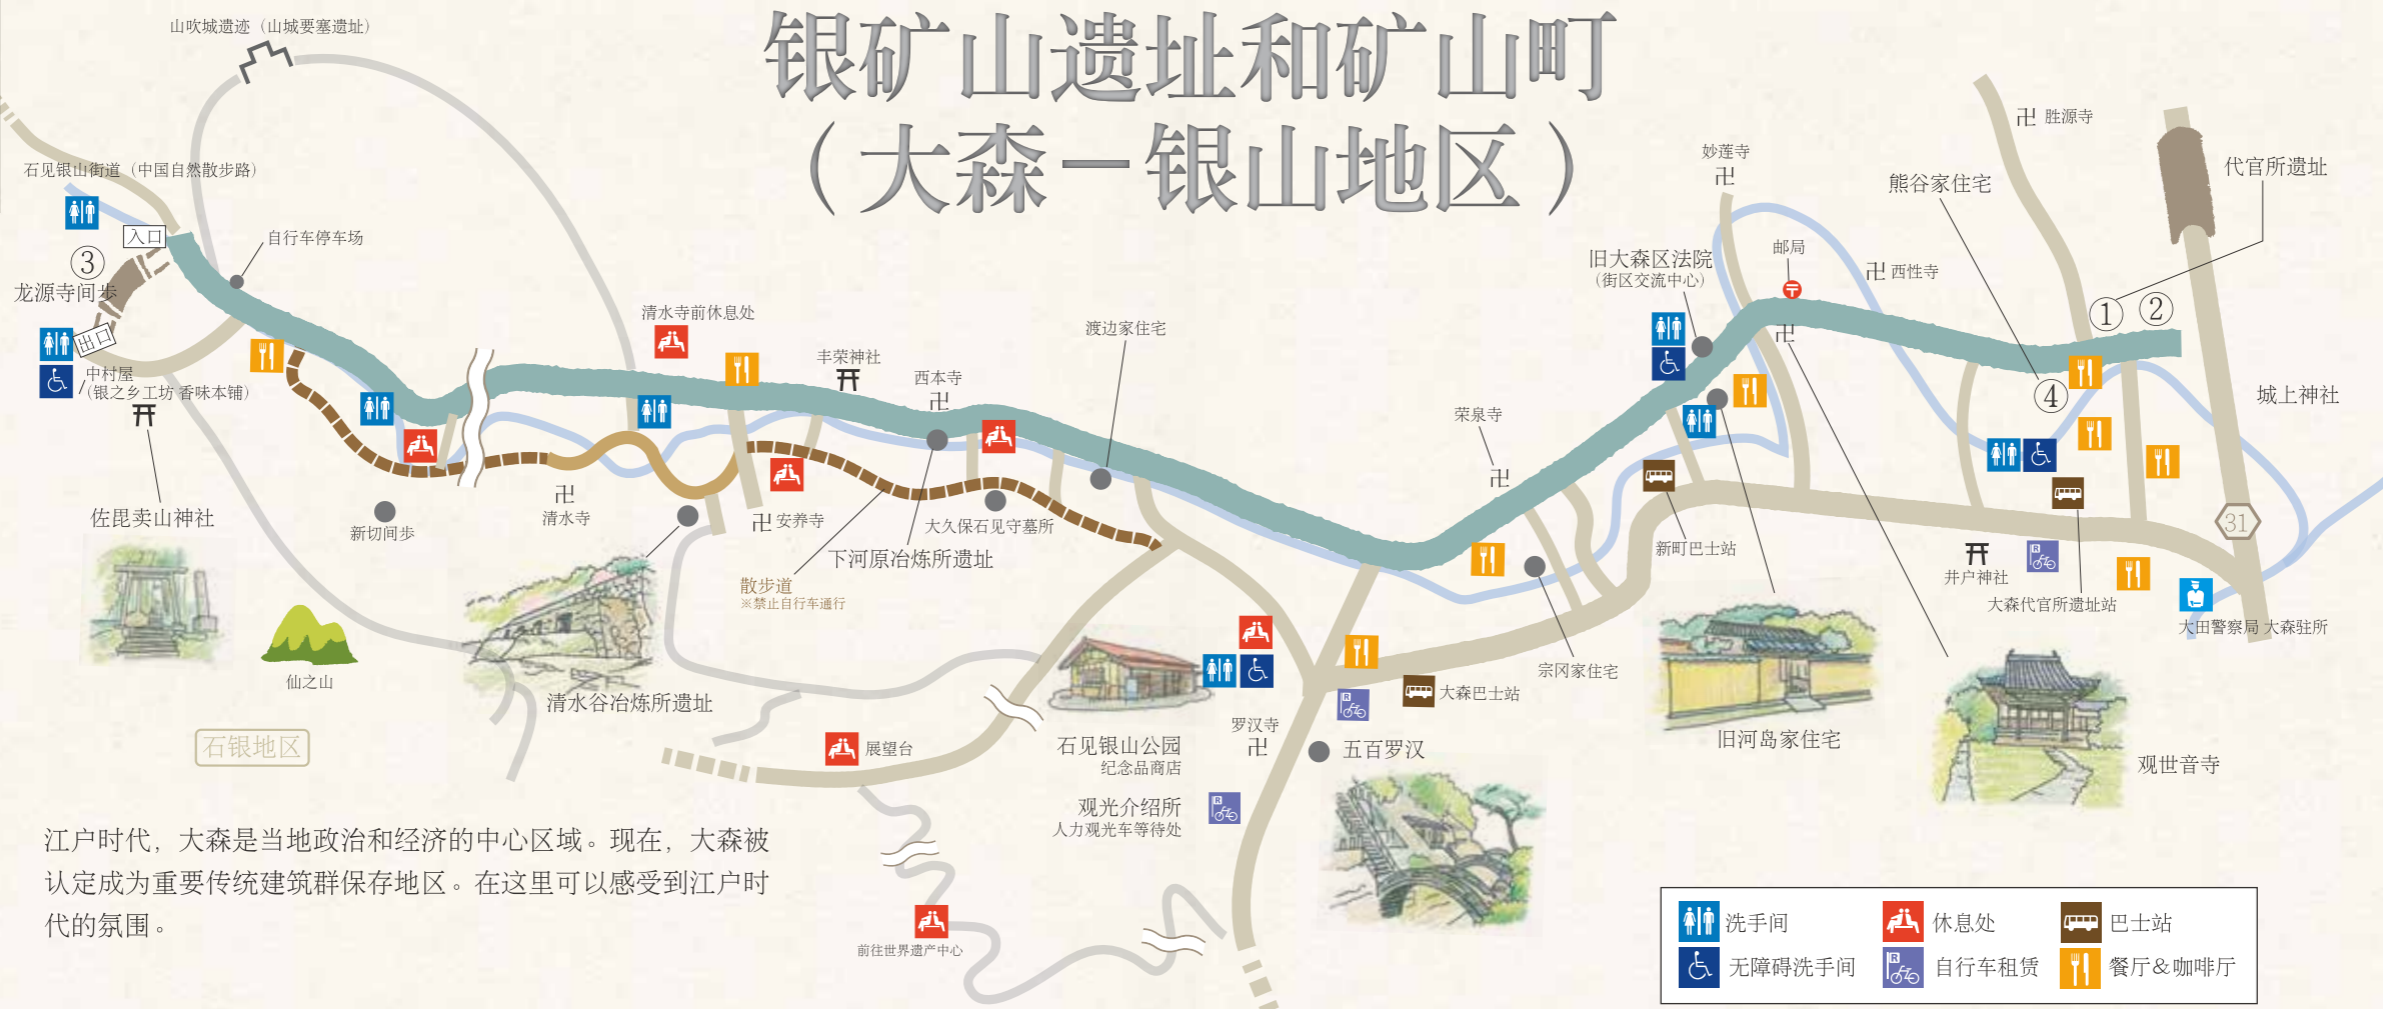 银矿山遗址和矿山町
（大森－银山地区）
山吹城遗迹（山城要塞遗址）
石见银山街道（中国自然散步路）
入口
自行车停车场
③
龙源寺间步
出口
中村屋
（银之乡工坊 香味本铺）
佐毘卖山神社
仙之山
石银地区
新切间步
清水寺
清水谷冶炼所遗址
清水寺前休息处
安养寺
散步道
※禁止自行车通行
丰荣神社
西本寺
下河原冶炼所遗址
大久保石见守墓所
渡边家住宅
展望台
前往世界遗产中心
石见银山公园
纪念品商店
观光介绍所
人力观光车等待处
罗汉寺
五百罗汉
大森巴士站
荣泉寺
宗冈家住宅
新町巴士站
旧大森区法院
（街区交流中心）
妙莲寺
邮局
西性寺
熊谷家住宅
胜源寺
代官所遗址
①
②
④
城上神社
31
井户神社
大森代官所遗址站
大田警察局 大森驻所
旧河岛家住宅
观世音寺
江户时代，大森是当地政治和经济的中心区域。现在，大森被
认定成为重要传统建筑群保存地区。在这里可以感受到江户时
代的氛围。
洗手间
休息处
巴士站
无障碍洗手间
自行车租赁
餐厅&咖啡厅